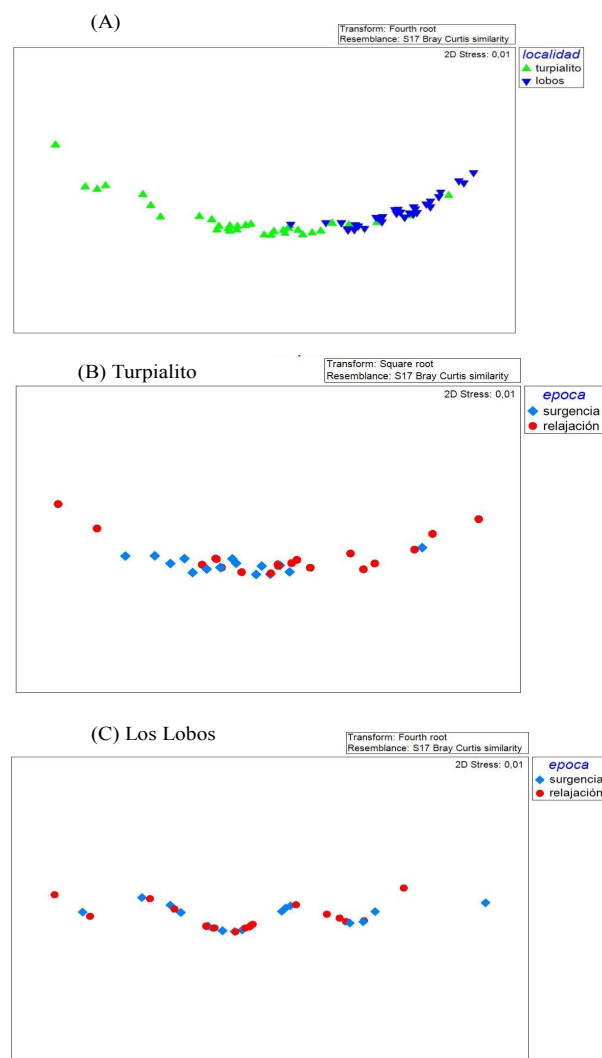 (A)
Transform: Fourth root
Resemblance: S17 Bray Curtis similarity
2D Stress: 0,01
localidad
turpialito
lobos
(B) Turpialito
Transform: Square root
Resemblance: S17 Bray Curtis similarity
2D Stress: 0,01
epoca
surgencia
relajación
(C) Los Lobos
Transform: Fourth root
Resemblance: S17 Bray Curtis similarity
2D Stress: 0,01
epoca
surgencia
relajación